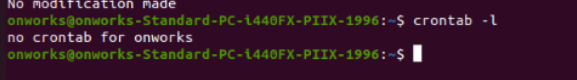 No modification made
onworks@onworks-Standard-PC-i440FX-PIIX-1996:~$ crontab -l
no crontab for onworks
onworks@onworks-Standard-PC-i440FX-PIIX-1996:~$